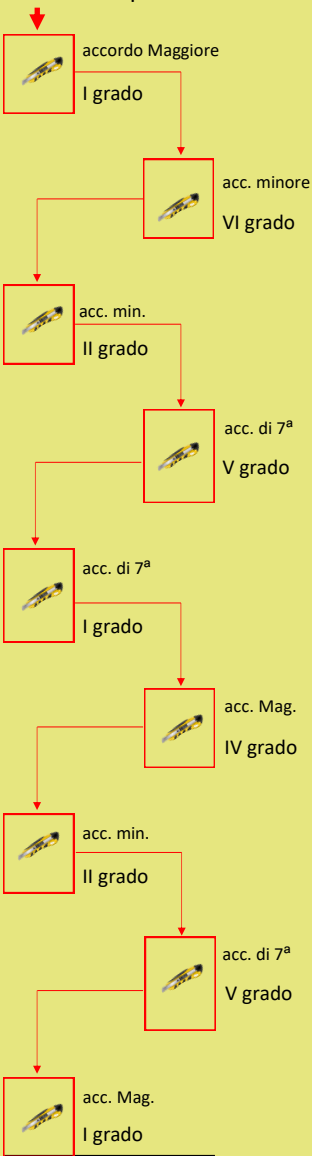 accordo Maggiore
I grado
acc. minore
VI grado
acc. min.
II grado
acc. di 7ª
V grado
acc. di 7ª
I grado
acc. Mag.
IV grado
acc. min.
II grado
acc. di 7ª
V grado
acc. Mag.
I grado